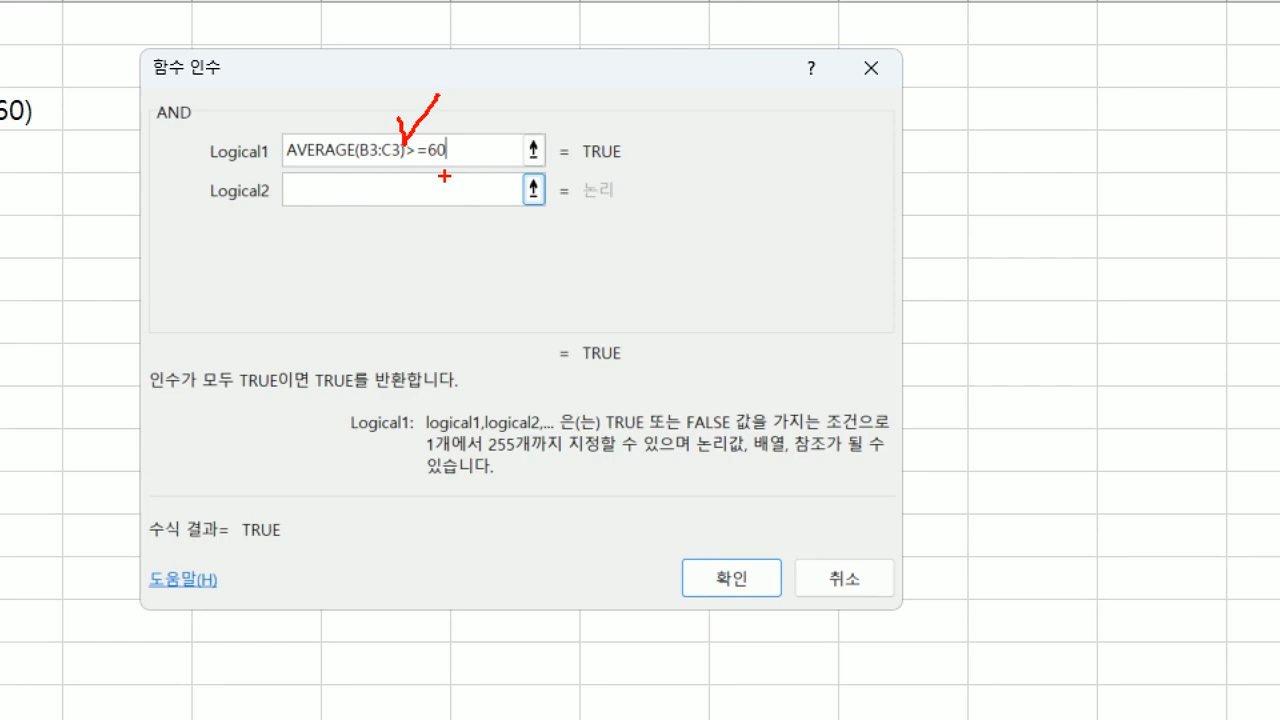 함수 인수
?
60)
AND
Logical1 AVERAGE(B3:C3)>=60 = TRUE
Logical2 = 논리
= TRUE
인수가 모두 TRUE이면 TRUE를 반환합니다.
Logical1: logical1,logical2,... 은(는) TRUE 또는 FALSE 값을 가지는 조건으로
1개에서 255개까지 지정할 수 있으며 논리값, 배열, 참조가 될 수
있습니다.
수식 결과= TRUE
도움말(H)
확인
취소